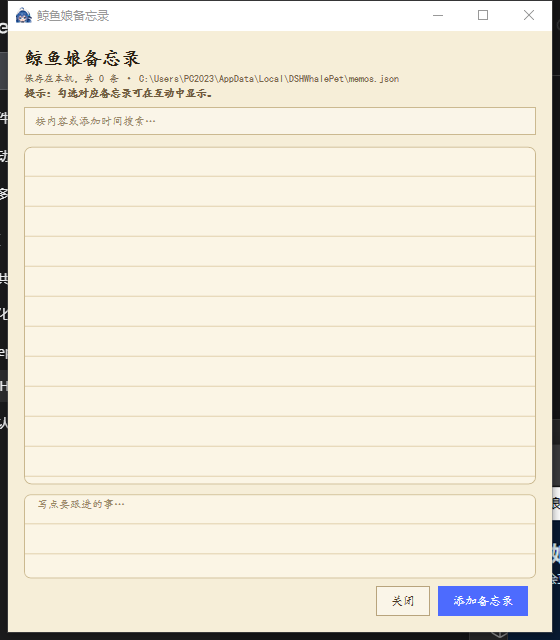 鲸鱼娘备忘录
鲸鱼娘备忘录
保存在本机，共 0 条 · C:\Users\PC2023\AppData\Local\DSHWhalePet\memos.json
提示：勾选对应备忘录可在互动中显示。
按内容或添加时间搜索…
写点要跟进的事…
关闭
添加备忘录